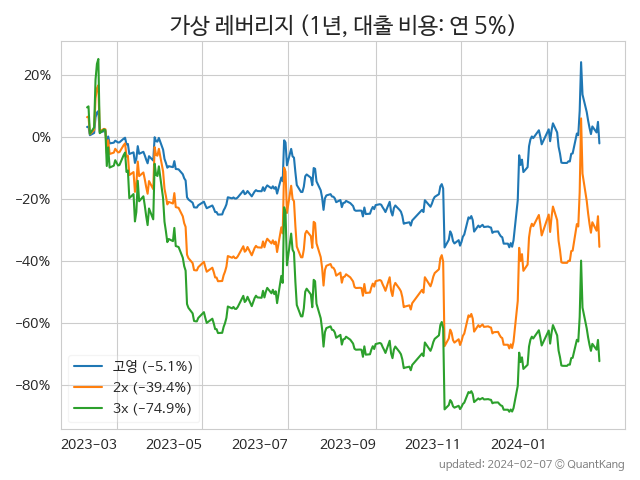 가상 레버리지 (1년, 대출 비용: 연 5%)
20%
0%
−20%
−40%
−60%
−80%
고영 (−5.1%)
2x (−39.4%)
3x (−74.9%)
2023-03 2023-05 2023-07 2023-09 2023-11 2024-01
updated: 2024-02-07 © QuantKang